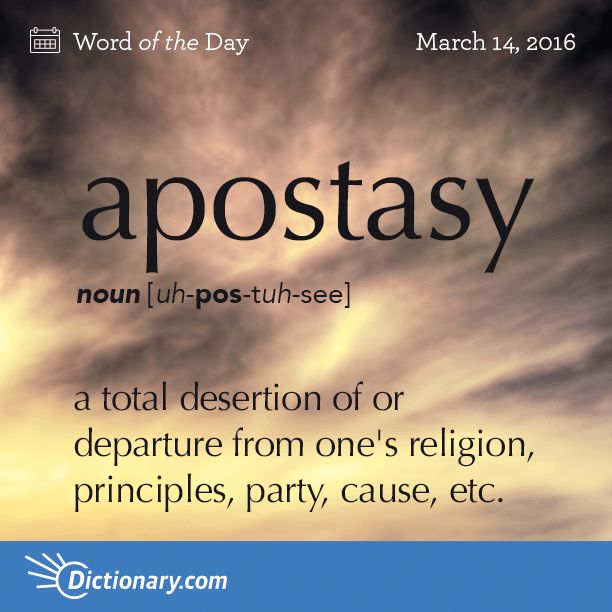 Word of the Day
March 14, 2016
apostasy
noun [uh-pos-tuh-see]
a total desertion of or
departure from one's religion,
principles, party, cause, etc.
Dictionary.com